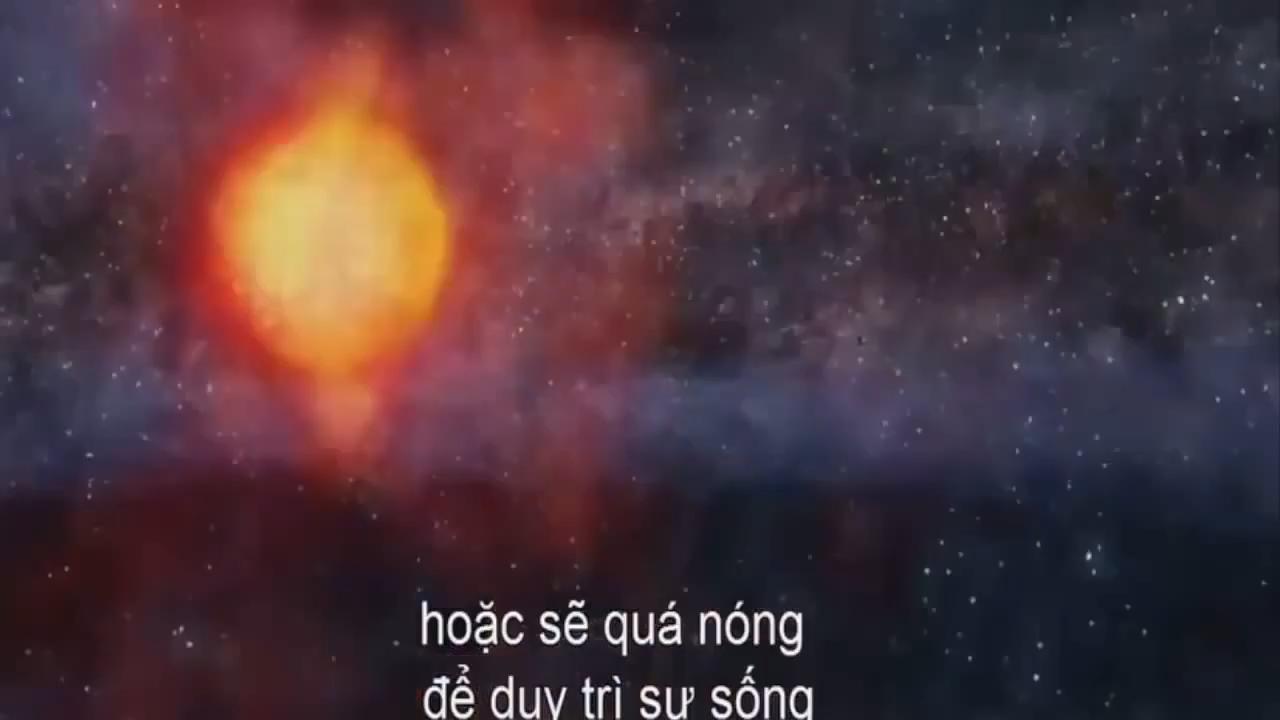 hoặc sẽ quá nóng
để duy trì sự sống